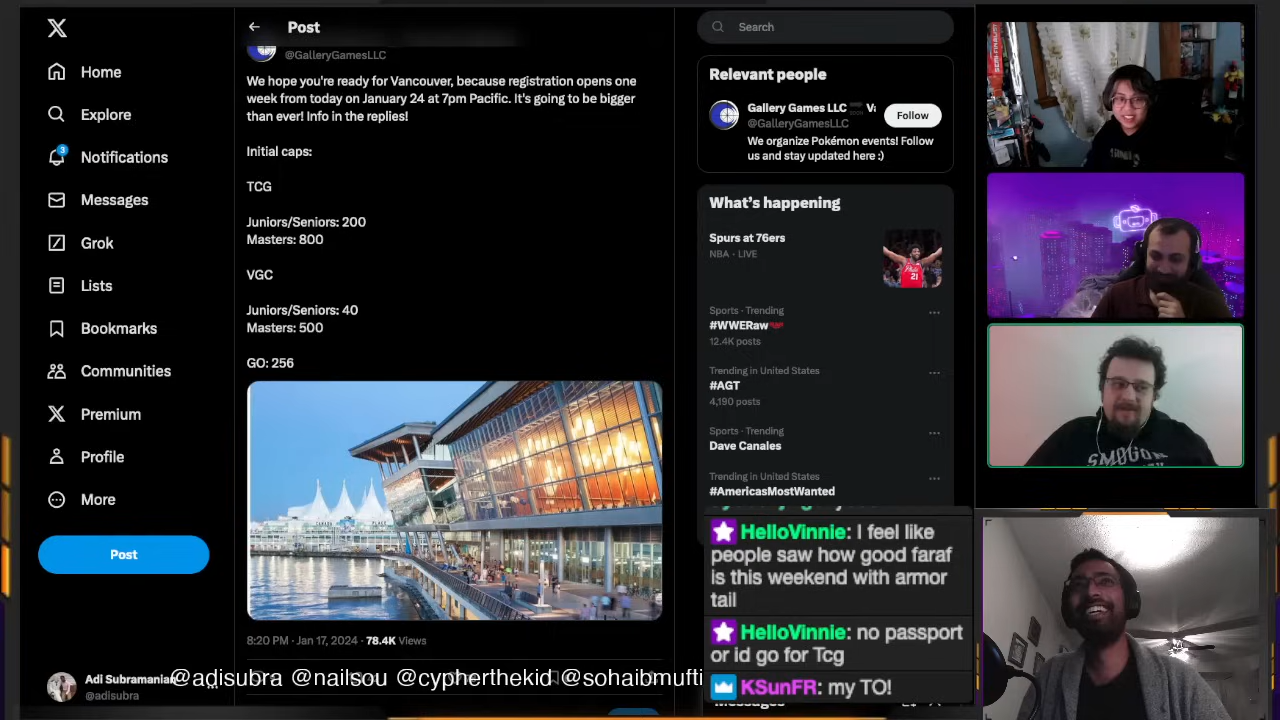 Post
@GalleryGamesLLC
We hope you're ready for Vancouver, because registration opens one
week from today on January 24 at 7pm Pacific. It's going to be bigger
than ever! Info in the replies!
Initial caps:
TCG
Juniors/Seniors: 200
Masters: 800
VGC
Juniors/Seniors: 40
Masters: 500
GO: 256
CANADA PLACE
8:20 PM · Jan 17, 2024 · 78.4K Views
Home
Explore
3
Notifications
Messages
Grok
Lists
Bookmarks
Communities
Premium
Profile
More
Post
Adi Subramanian
@adisubra
@adisubra @nailsou @cypherthekid @sohaibmufti
Search
Relevant people
Gallery Games LLC
@GalleryGamesLLC
Follow
We organize Pokémon events! Follow
us and stay updated here :)
What's happening
Spurs at 76ers
NBA · LIVE
21
Sports · Trending
#WWERaw
12.4K posts
Trending in United States
#AGT
4,190 posts
Sports · Trending
Dave Canales
Trending in United States
#AmericasMostWanted
HelloVinnie: I feel like
people saw how good faraf
is this weekend with armor
tail
HelloVinnie: no passport
or id go for Tcg
KSunFR: my TO!
Messages
SMOGON